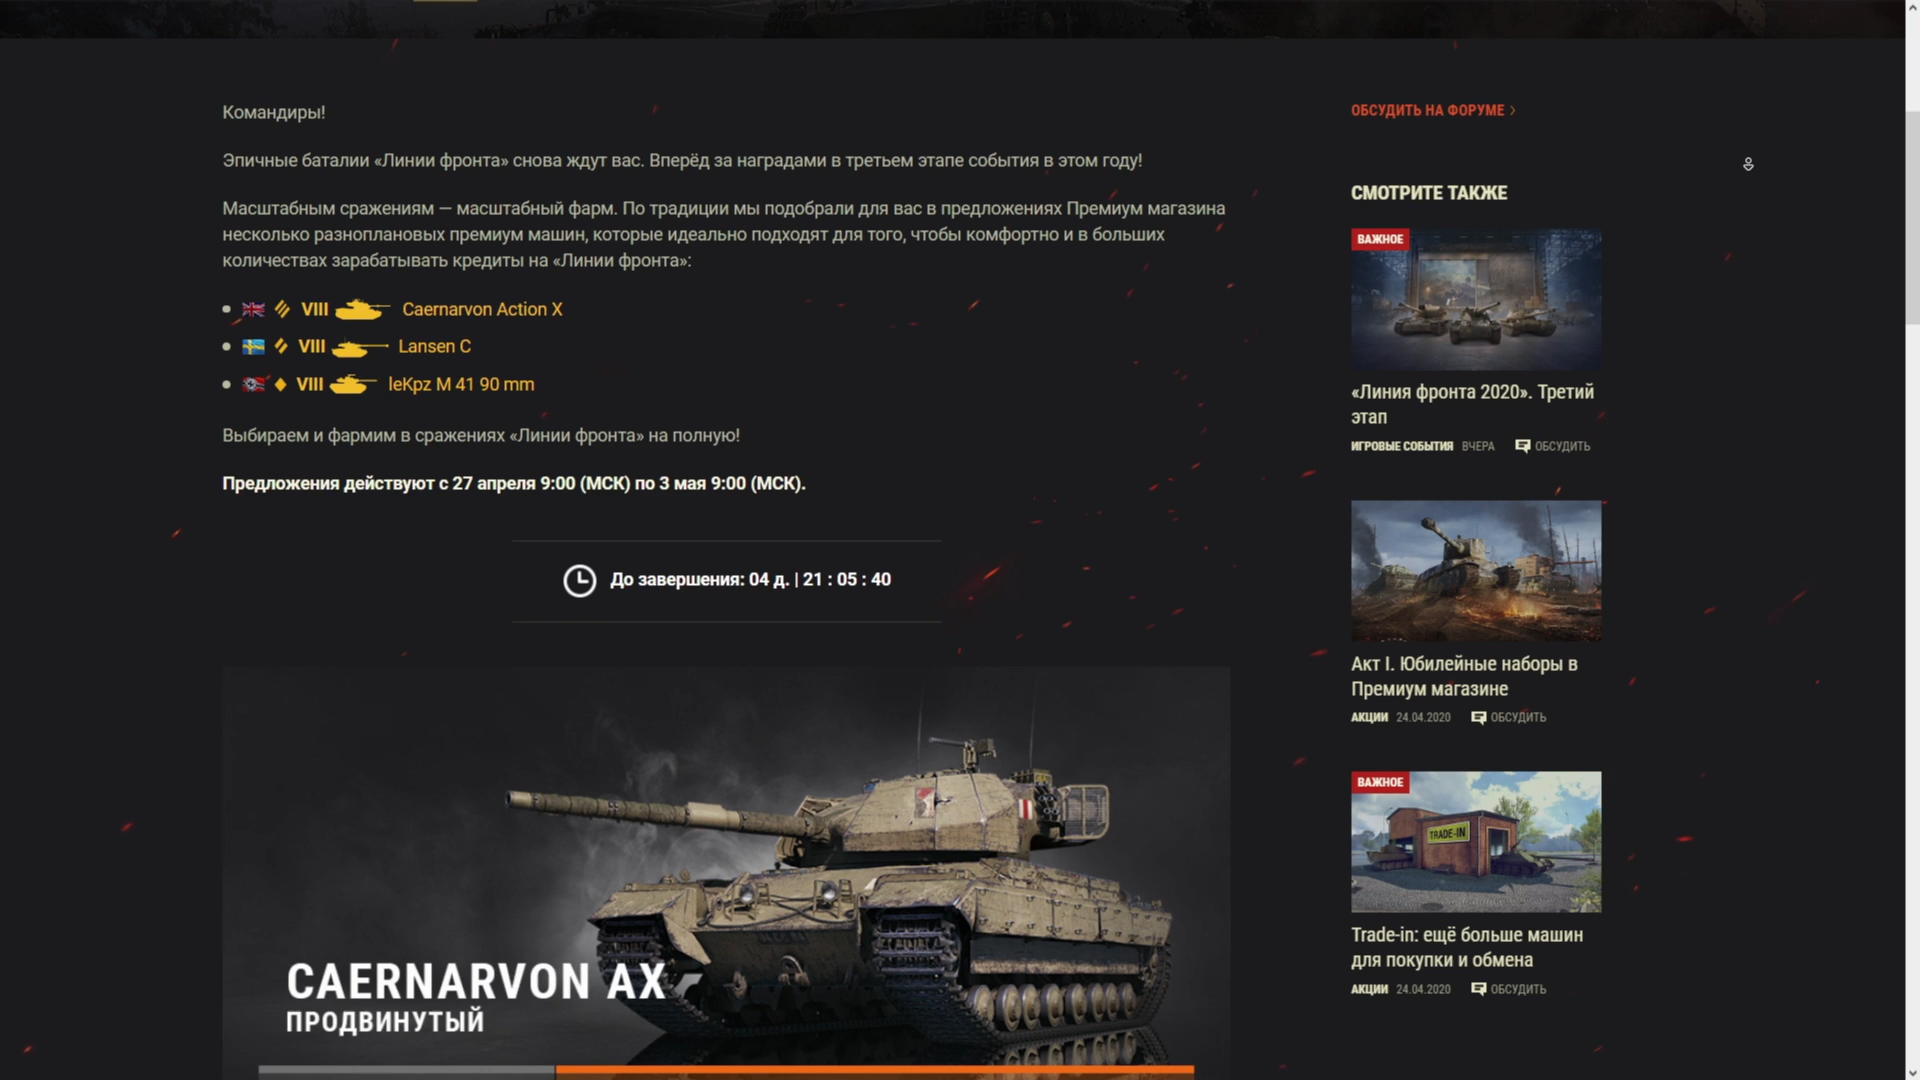 Командиры!
Эпичные баталии «Линии фронта» снова ждут вас. Вперёд за наградами в третьем этапе события в этом году!
Масштабным сражениям — масштабный фарм. По традиции мы подобрали для вас в предложениях Премиум магазина
несколько разноплановых премиум машин, которые идеально подходят для того, чтобы комфортно и в больших
количествах зарабатывать кредиты на «Линии фронта»:
VIII Caernarvon Action X
VIII Lansen C
VIII leKpz M 41 90 mm
Выбираем и фармим в сражениях «Линии фронта» на полную!
Предложения действуют с 27 апреля 9:00 (МСК) по 3 мая 9:00 (МСК).
До завершения: 04 д. | 21 : 05 : 40
CAERNARVON AX
ПРОДВИНУТЫЙ
ОБСУДИТЬ НА ФОРУМЕ
СМОТРИТЕ ТАКЖЕ
ВАЖНОЕ
«Линия фронта 2020». Третий
этап
ИГРОВЫЕ СОБЫТИЯ ВЧЕРА ОБСУДИТЬ
Акт I. Юбилейные наборы в
Премиум магазине
АКЦИИ 24.04.2020 ОБСУДИТЬ
ВАЖНОЕ
TRADE-IN
Trade-in: ещё больше машин
для покупки и обмена
АКЦИИ 24.04.2020 ОБСУДИТЬ